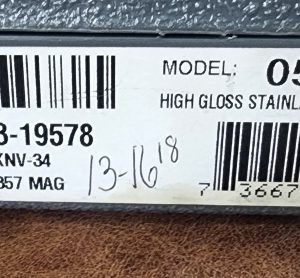 MODEL: 05
HIGH GLOSS STAINL
3-19578
KNV-34
357 MAG
13-16 18
7 3667